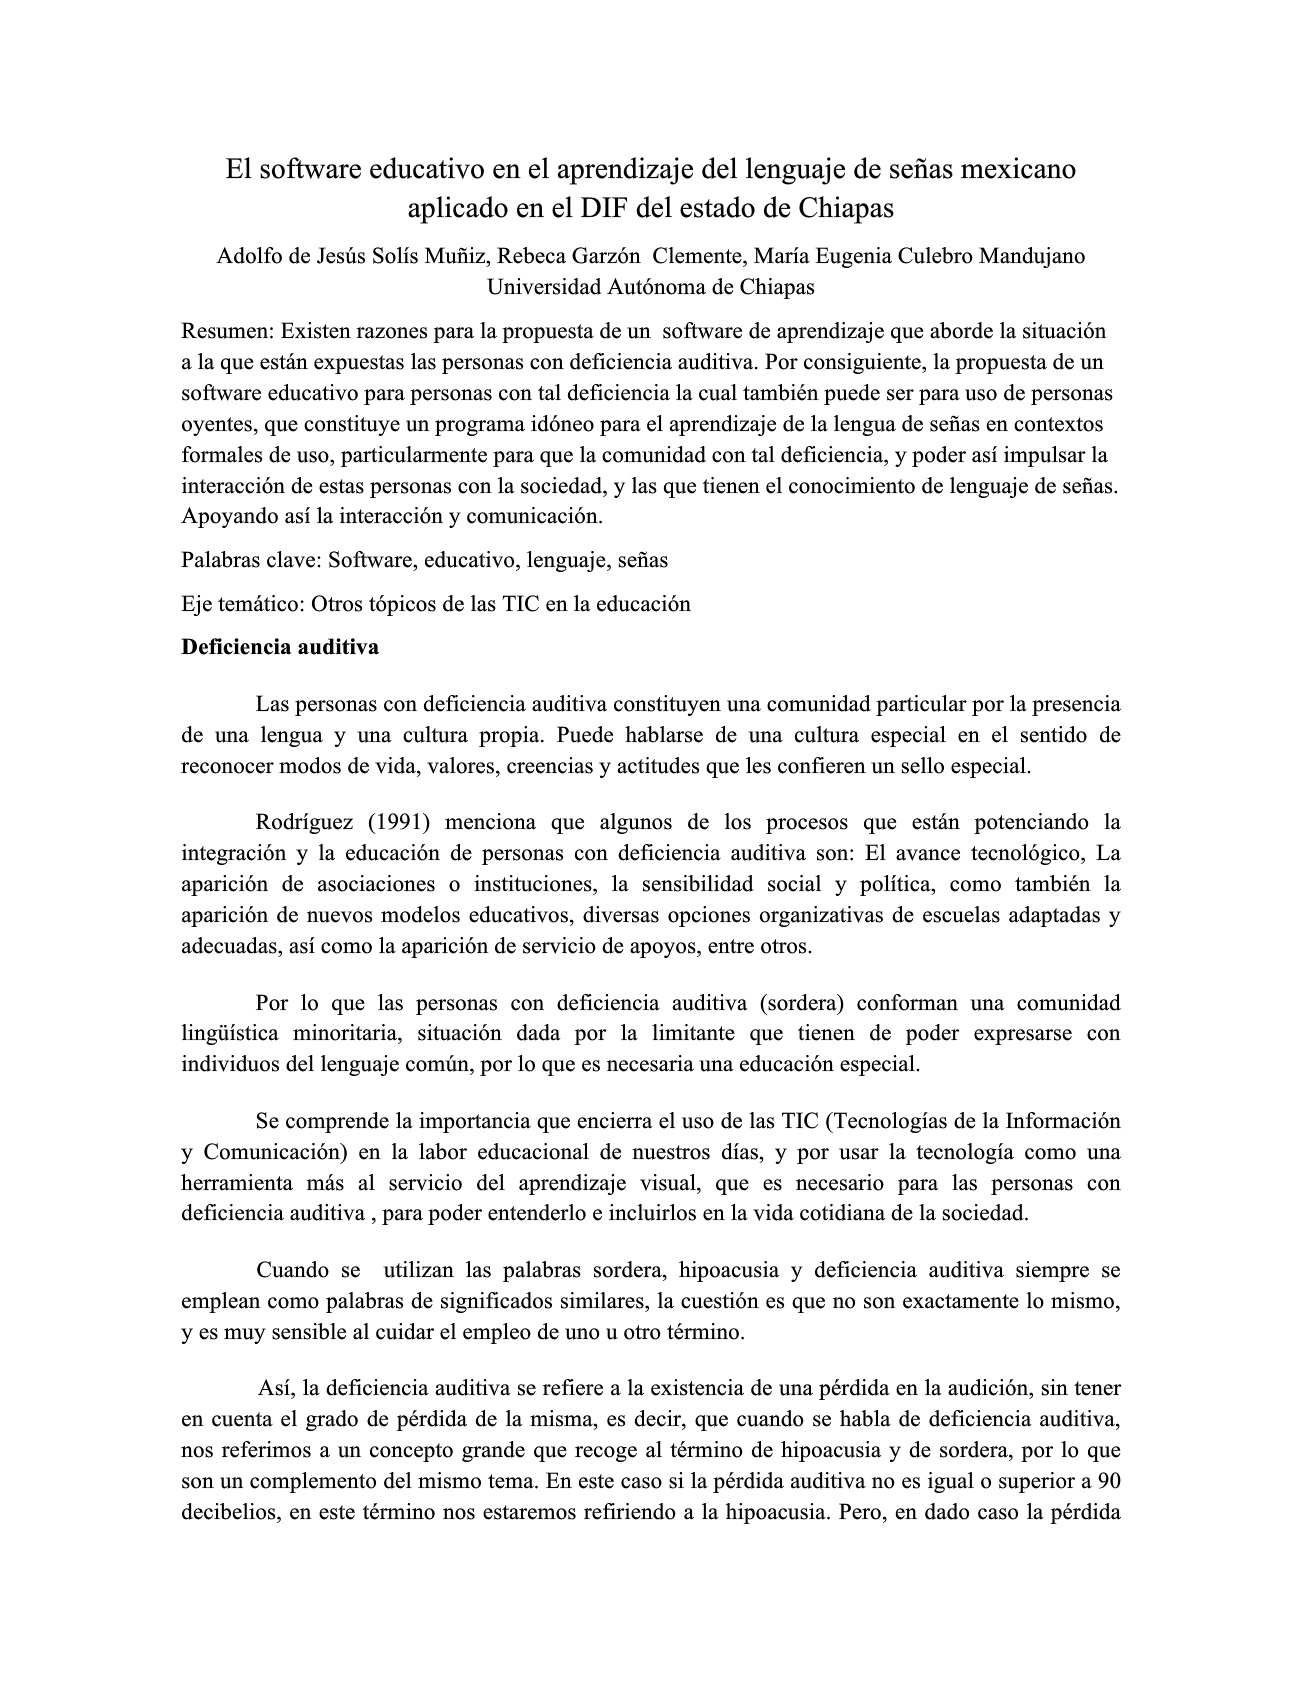 El software educativo en el aprendizaje del lenguaje de señas mexicano
aplicado en el DIF del estado de Chiapas
Adolfo de Jesús Solís Muñiz, Rebeca Garzón  Clemente, María Eugenia Culebro Mandujano
Universidad Autónoma de Chiapas
Resumen: Existen razones para la propuesta de un  software de aprendizaje que aborde la situación
a la que están expuestas las personas con deficiencia auditiva. Por consiguiente, la propuesta de un
software educativo para personas con tal deficiencia la cual también puede ser para uso de personas
oyentes, que constituye un programa idóneo para el aprendizaje de la lengua de señas en contextos
formales de uso, particularmente para que la comunidad con tal deficiencia, y poder así impulsar la
interacción de estas personas con la sociedad, y las que tienen el conocimiento de lenguaje de señas.
Apoyando así la interacción y comunicación.
Palabras clave: Software, educativo, lenguaje, señas
Eje temático: Otros tópicos de las TIC en la educación
Deficiencia auditiva
Las personas con deficiencia auditiva constituyen una comunidad particular por la presencia
de una lengua y una cultura propia. Puede hablarse de una cultura especial en el sentido de
reconocer modos de vida, valores, creencias y actitudes que les confieren un sello especial.
Rodríguez (1991) menciona que algunos de los procesos que están potenciando la
integración y la educación de personas con deficiencia auditiva son: El avance tecnológico, La
aparición de asociaciones o instituciones, la sensibilidad social y política, como también la
aparición de nuevos modelos educativos, diversas opciones organizativas de escuelas adaptadas y
adecuadas, así como la aparición de servicio de apoyos, entre otros.
Por lo que las personas con deficiencia auditiva (sordera) conforman una comunidad
lingüística minoritaria, situación dada por la limitante que tienen de poder expresarse con
individuos del lenguaje común, por lo que es necesaria una educación especial.
Se comprende la importancia que encierra el uso de las TIC (Tecnologías de la Información
y Comunicación) en la labor educacional de nuestros días, y por usar la tecnología como una
herramienta más al servicio del aprendizaje visual, que es necesario para las personas con
deficiencia auditiva , para poder entenderlo e incluirlos en la vida cotidiana de la sociedad.
Cuando se  utilizan las palabras sordera, hipoacusia y deficiencia auditiva siempre se
emplean como palabras de significados similares, la cuestión es que no son exactamente lo mismo,
y es muy sensible al cuidar el empleo de uno u otro término.
Así, la deficiencia auditiva se refiere a la existencia de una pérdida en la audición, sin tener
en cuenta el grado de pérdida de la misma, es decir, que cuando se habla de deficiencia auditiva,
nos referimos a un concepto grande que recoge al término de hipoacusia y de sordera, por lo que
son un complemento del mismo tema. En este caso si la pérdida auditiva no es igual o superior a 90
decibelios, en este término nos estaremos refiriendo a la hipoacusia. Pero, en dado caso la pérdida